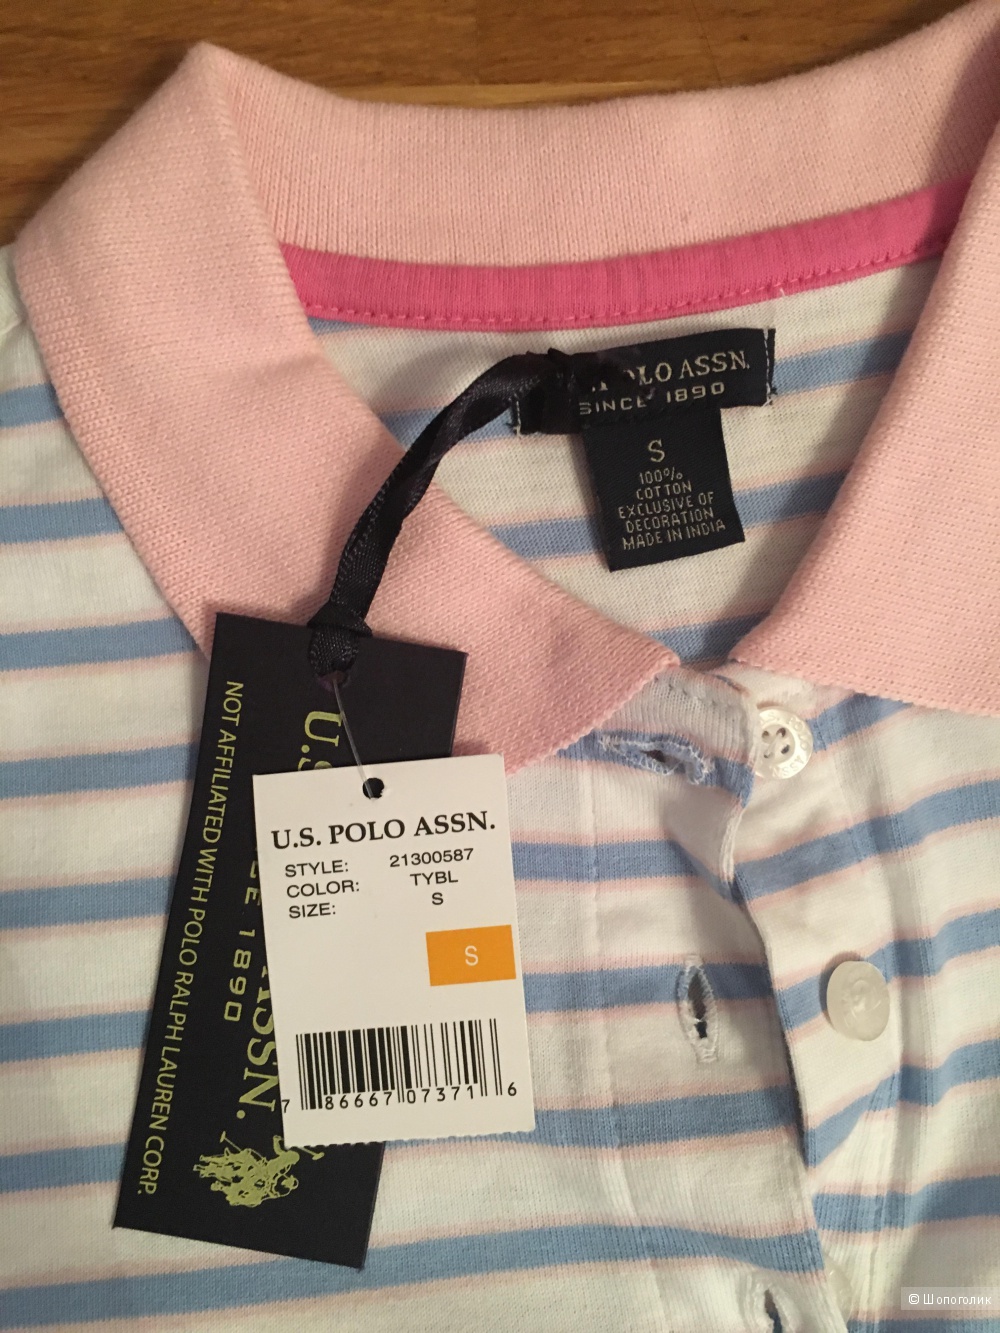 POLO ASSN.
SINCE 1890
S
100%
COTTON
EXCLUSIVE OF
DECORATION
MADE IN INDIA
NOT AFFILIATED WITH POLO RALPH LAUREN CORP.
1890
U.S. POLO ASSN.
STYLE: 21300587
COLOR: TYBL
SIZE: S
S
7 86667 07371 6
© Шопоголик